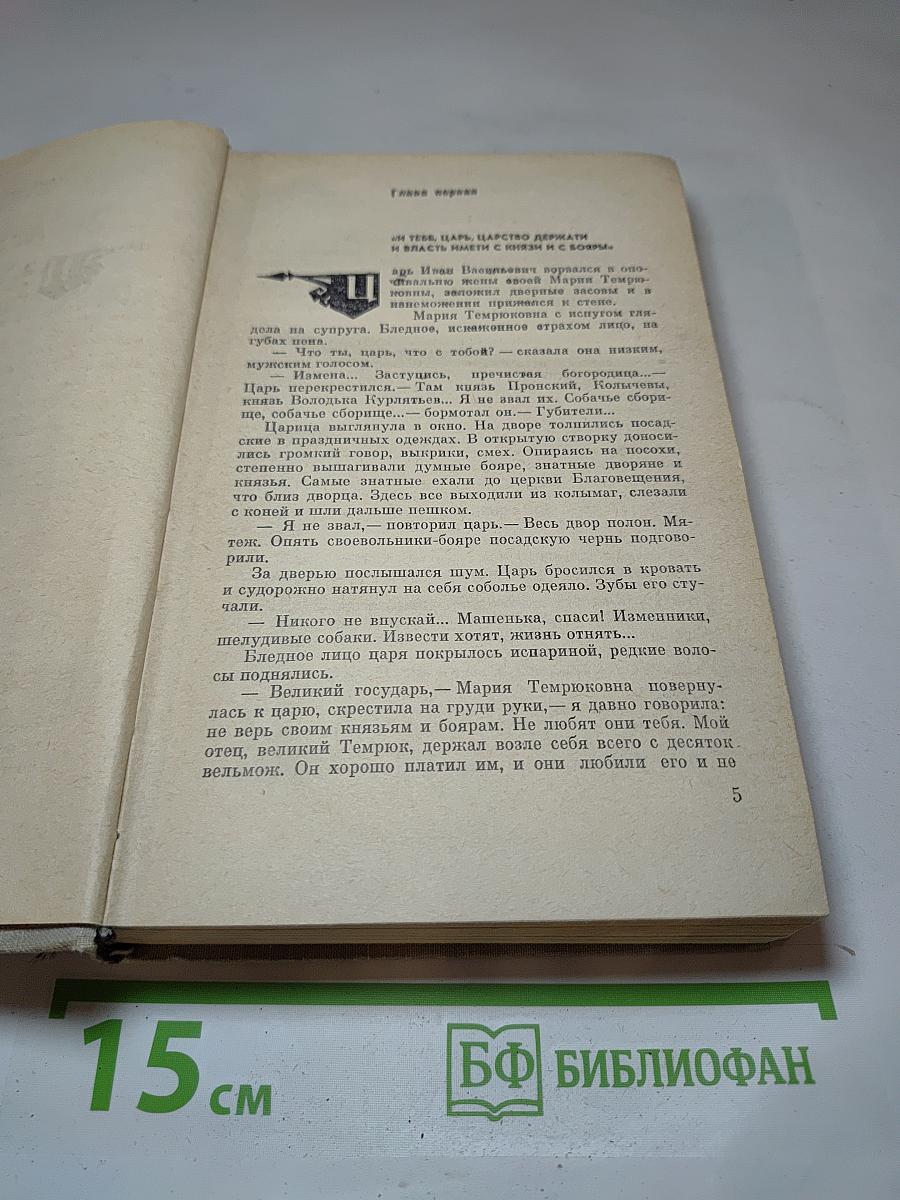 Глава первая
«И ТЕБЕ, ЦАРЬ, ЦАРСТВО ДЕРЖАТИ
И ВЛАСТЬ ИМЕТИ С КНЯЗИ И С БОЯРЫ»
Царь Иван Васильевич ворвался в опо-
чивальню жены своей Марии Темрю-
ковны, заложил дверные засовы и в
изнеможении прижался к стене.
Мария Темрюковна с испугом гля-
дела на супруга. Бледное, искаженное страхом лицо, на
губах пена.
— Что ты, царь, что с тобой? — сказала она низким,
мужским голосом.
— Измена... Заступись, пречистая богородица...—
Царь перекрестился.— Там князь Пронский, Колычевы,
князь Володька Курлятьев... Я не звал их. Собачье сбори-
ще, собачье сборище...— бормотал он.— Губители...
Царица выглянула в окно. На дворе толпились посад-
ские в праздничных одеждах. В открытую створку доноси-
лись громкий говор, выкрики, смех. Опираясь на посохи,
степенно вышагивали думные бояре, знатные дворяне и
князья. Самые знатные ехали до церкви Благовещения,
что близ дворца. Здесь все выходили из колымаг, слезали
с коней и шли дальше пешком.
— Я не звал,— повторил царь.— Весь двор полон. Мя-
теж. Опять своевольники-бояре посадскую чернь подгово-
рили.
За дверью послышался шум. Царь бросился в кровать
и судорожно натянул на себя соболье одеяло. Зубы его сту-
чали.
— Никого не впускай... Машенька, спаси! Изменники,
шелудивые собаки. Извести хотят, жизнь отнять...
Бледное лицо царя покрылось испариной, редкие воло-
сы поднялись.
— Великий государь,— Мария Темрюковна поверну-
лась к царю, скрестила на груди руки,— я давно говорила:
не верь своим князьям и боярам. Не любят они тебя. Мой
отец, великий Темрюк, держал возле себя всего с десяток
вельмож. Он хорошо платил им, и они любили его и не
5
15 см
БФ БИБЛИОФАН